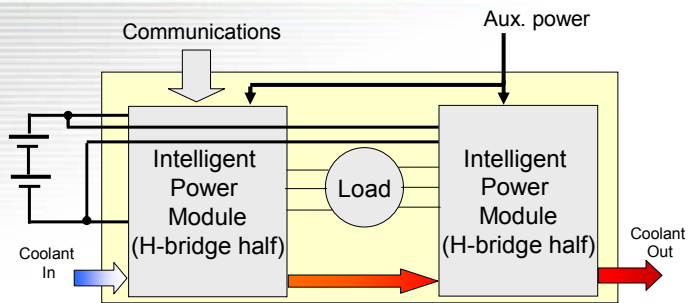 Communications
Aux. power
Intelligent
Power
Module
(H-bridge half)
Load
Intelligent
Power
Module
(H-bridge half)
Coolant
In
Coolant
Out